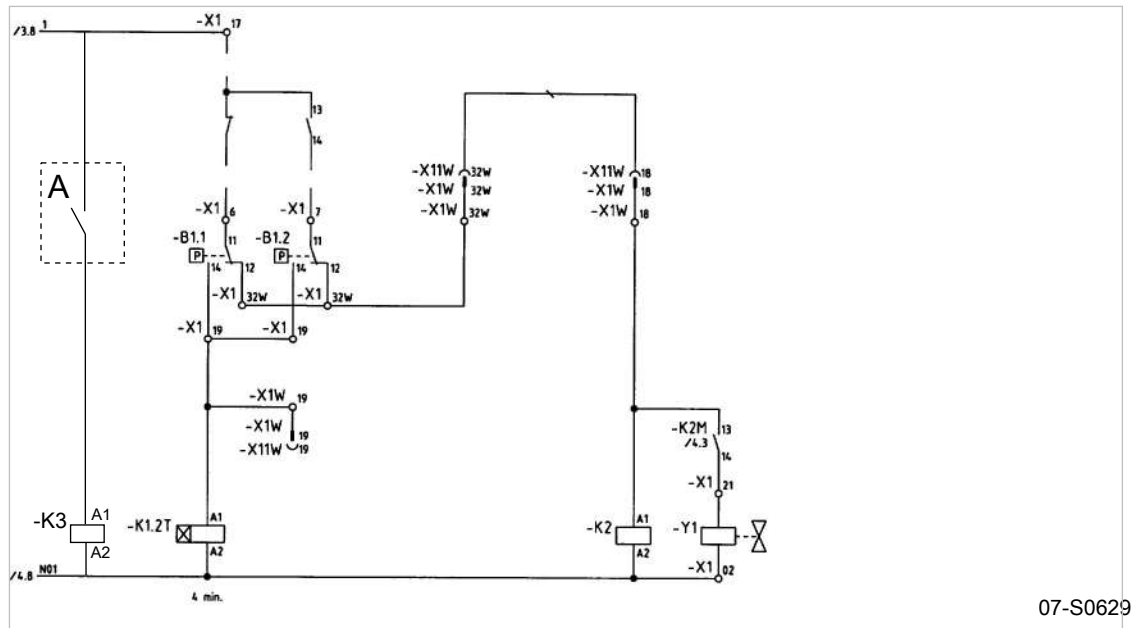 /3.8 1
-X1 17
13
14
A
-X11W 32W
-X1W 32W
-X1W 32W
-X11W 18
-X1W 18
-X1W 18
-X1 6
-X1 7
-B1.1 P 11
14 12
-B1.2 P 11
14 12
-X1 32W
-X1 32W
-X1 19
-X1 19
-X1W 19
-X1W 19
-X11W 19
-K2M 13
/4.3 14
-X1 21
-K3 A1
A2
-K1.2T A1
A2
-K2 A1
A2
-Y1
-X1 02
/4.8 N01
4 min.
07-S0629